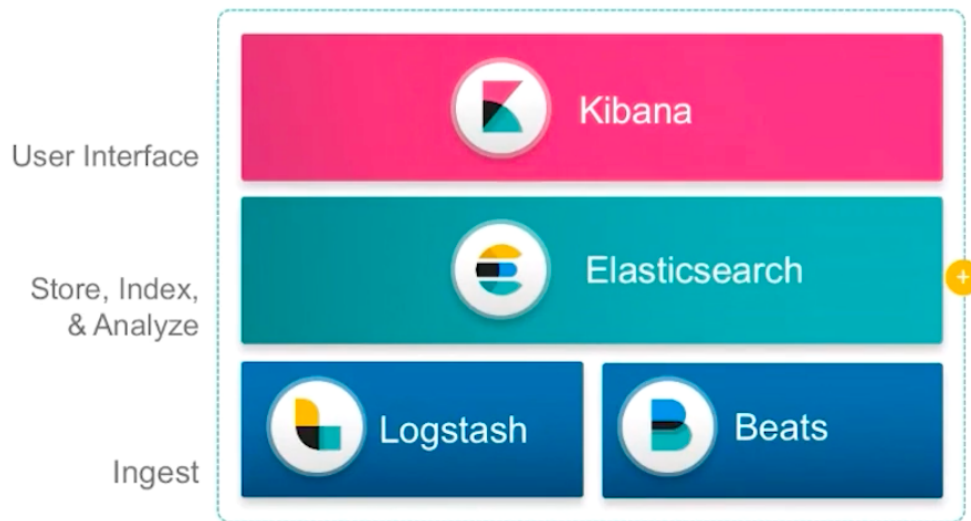 Kibana
User Interface
Elasticsearch
Store, Index,
& Analyze
Logstash
Beats
Ingest
+